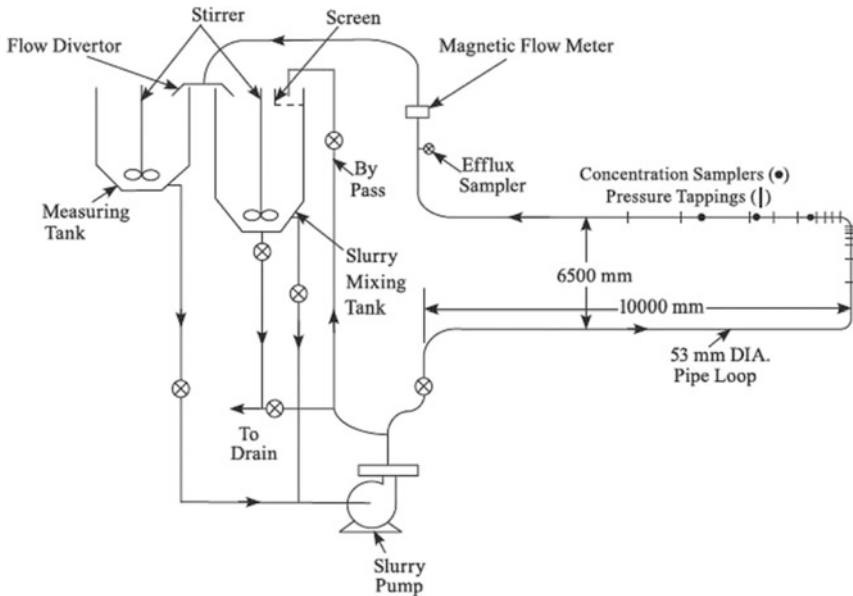 Stirrer
Screen
Flow Divertor
Magnetic Flow Meter
By
Pass
Efflux
Sampler
Concentration Samplers (●)
Pressure Tappings (|)
Measuring
Tank
Slurry
Mixing
Tank
6500 mm
10000 mm
53 mm DIA.
Pipe Loop
To
Drain
Slurry
Pump